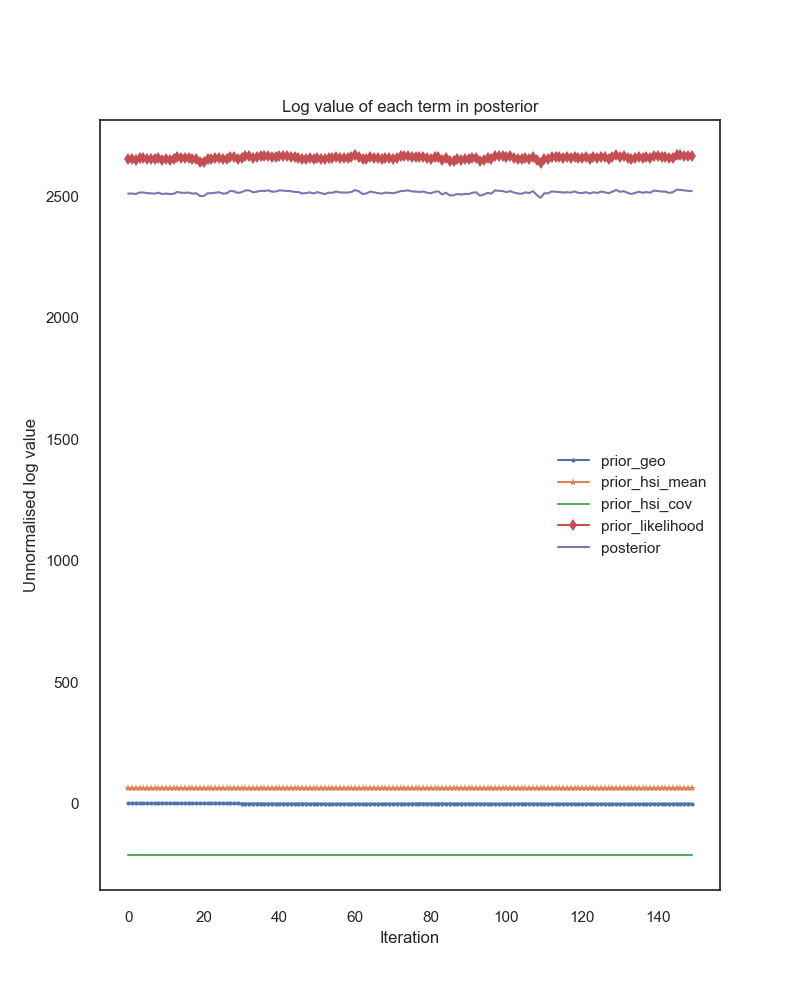 Log value of each term in posterior
Unnormalised log value
2500
2000
1500
1000
500
0
prior_geo
prior_hsi_mean
prior_hsi_cov
prior_likelihood
posterior
0 20 40 60 80 100 120 140
Iteration